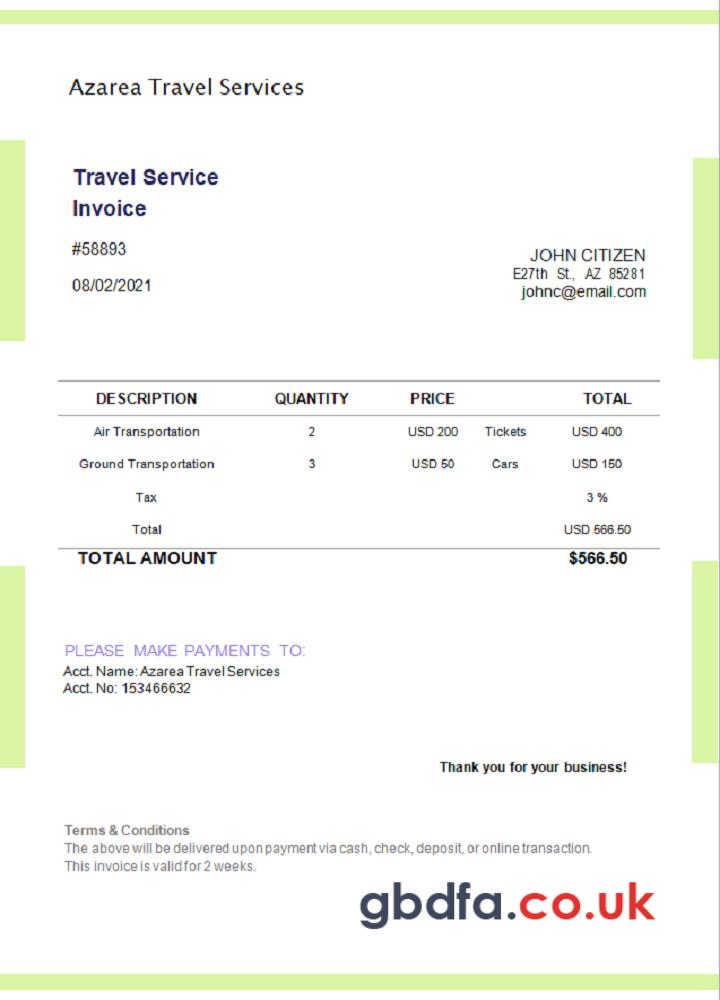 Azarea Travel Services
Travel Service
Invoice
#58893
08/02/2021
JOHN CITIZEN
E27th St., AZ 85281
johnc@email.com
DESCRIPTION QUANTITY PRICE TOTAL
Air Transportation 2 USD 200 Tickets USD 400
Ground Transportation 3 USD 50 Cars USD 150
Tax 3 %
Total USD 566.50
TOTAL AMOUNT $566.50
PLEASE MAKE PAYMENTS TO:
Acct. Name: Azarea Travel Services
Acct. No: 153466632
Thank you for your business!
Terms & Conditions
The above will be delivered upon payment via cash, check, deposit, or online transaction.
This invoice is valid for 2 weeks.
gbdfa.co.uk